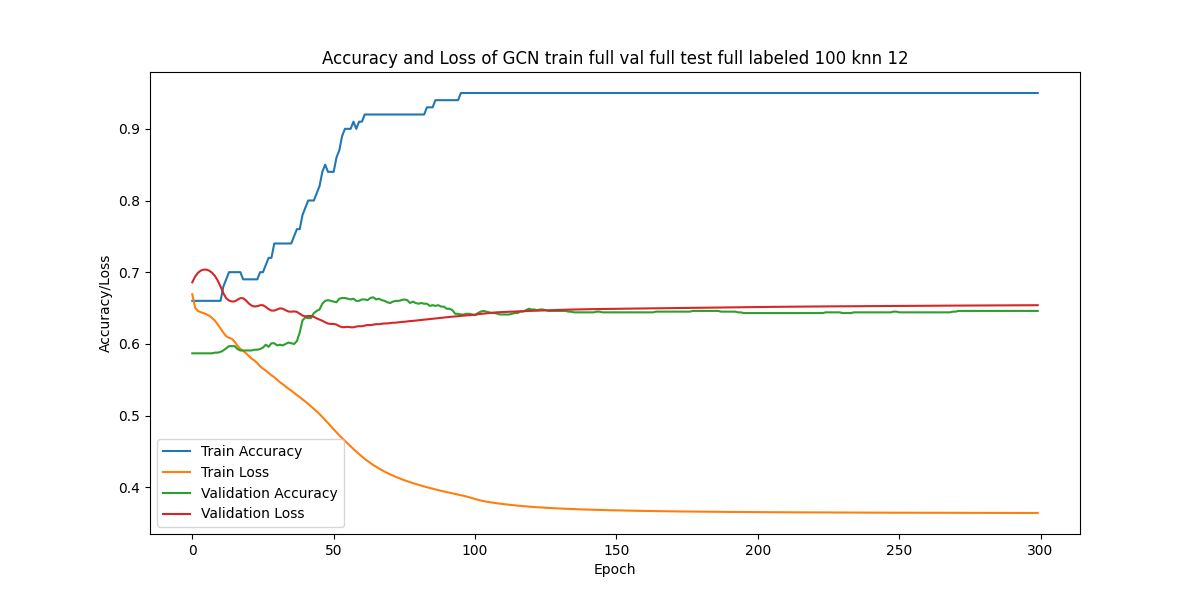 Accuracy and Loss of GCN train full val full test full labeled 100 knn 12
Accuracy/Loss
0.9
0.8
0.7
0.6
0.5
0.4
Train Accuracy
Train Loss
Validation Accuracy
Validation Loss
0 50 100 150 200 250 300
Epoch